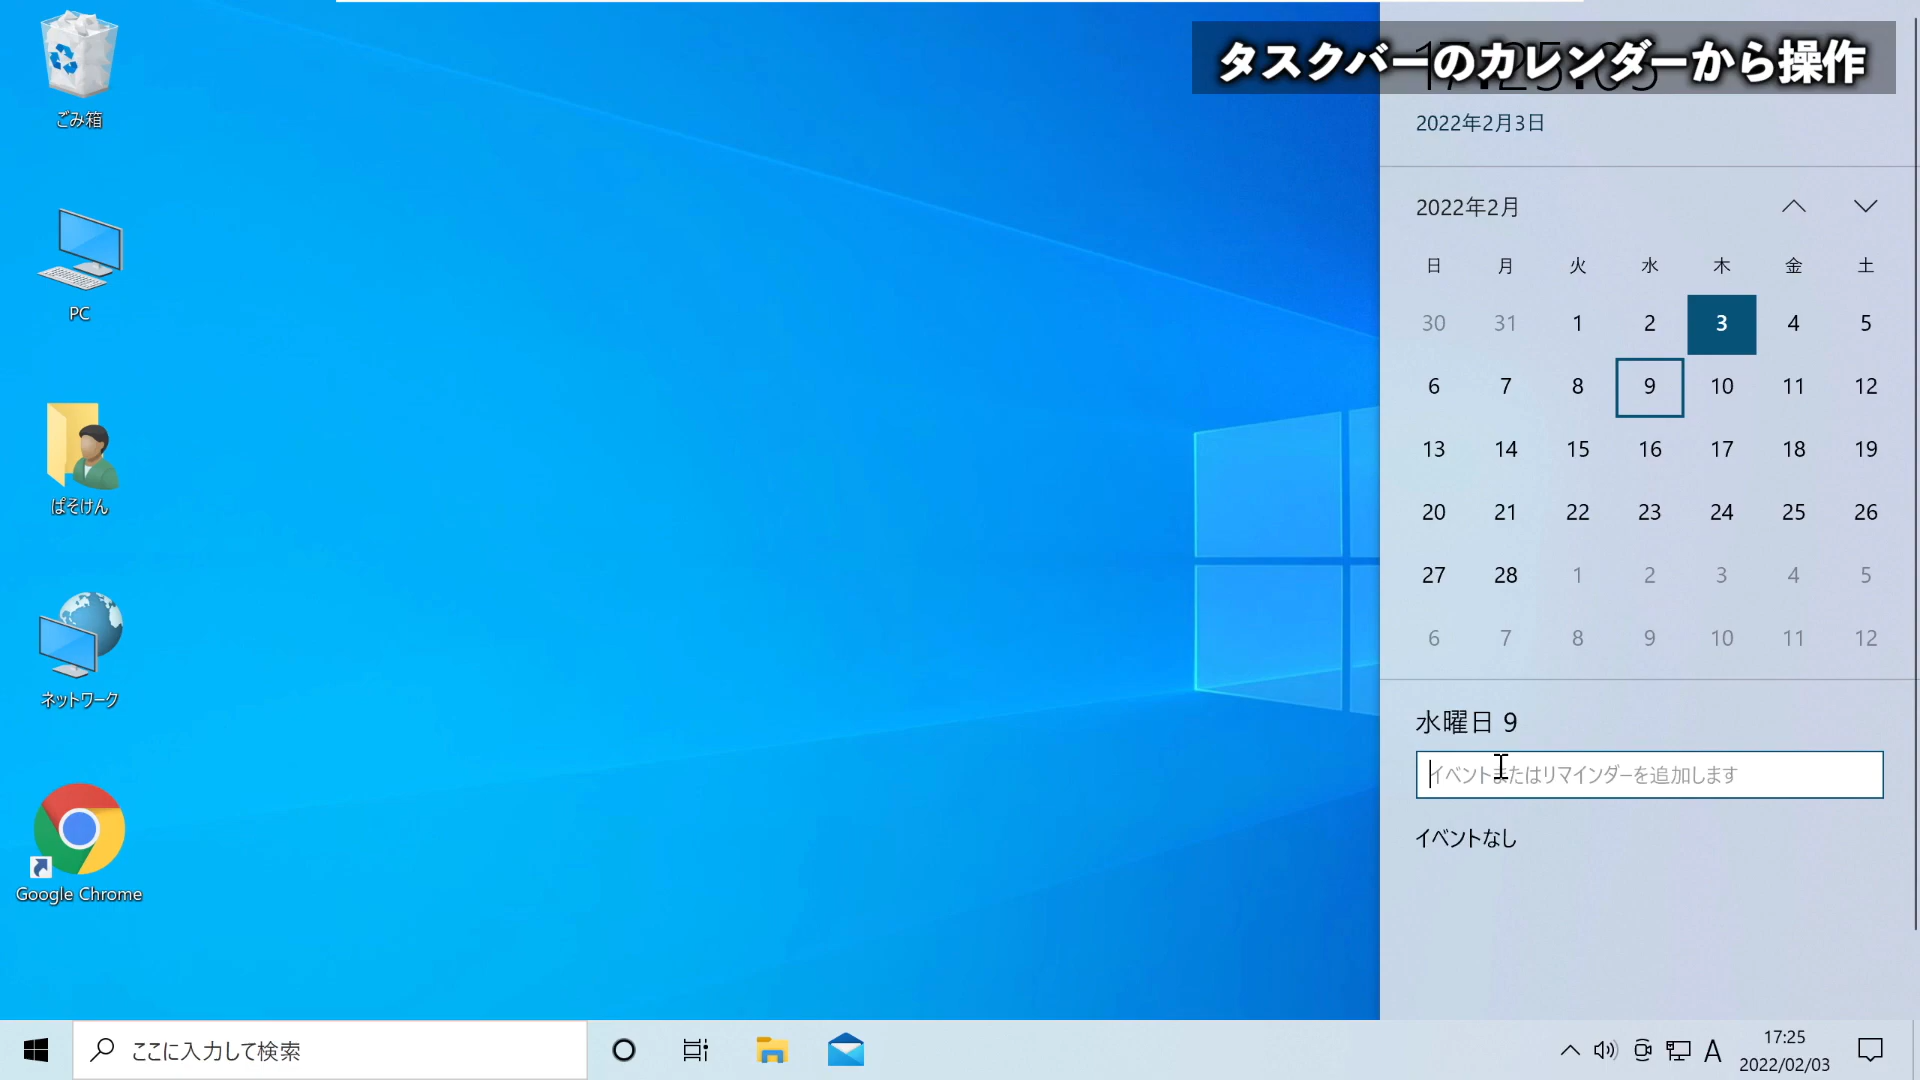 ごみ箱
PC
ぱそけん
ネットワーク
Google Chrome
タスクバーのカレンダーから操作
2022年2月3日
2022年2月
日 月 火 水 木 金 土
30 31 1 2 3 4 5
6 7 8 9 10 11 12
13 14 15 16 17 18 19
20 21 22 23 24 25 26
27 28 1 2 3 4 5
6 7 8 9 10 11 12
水曜日 9
イベントまたはリマインダーを追加します
イベントなし
ここに入力して検索
A
17:25
2022/02/03